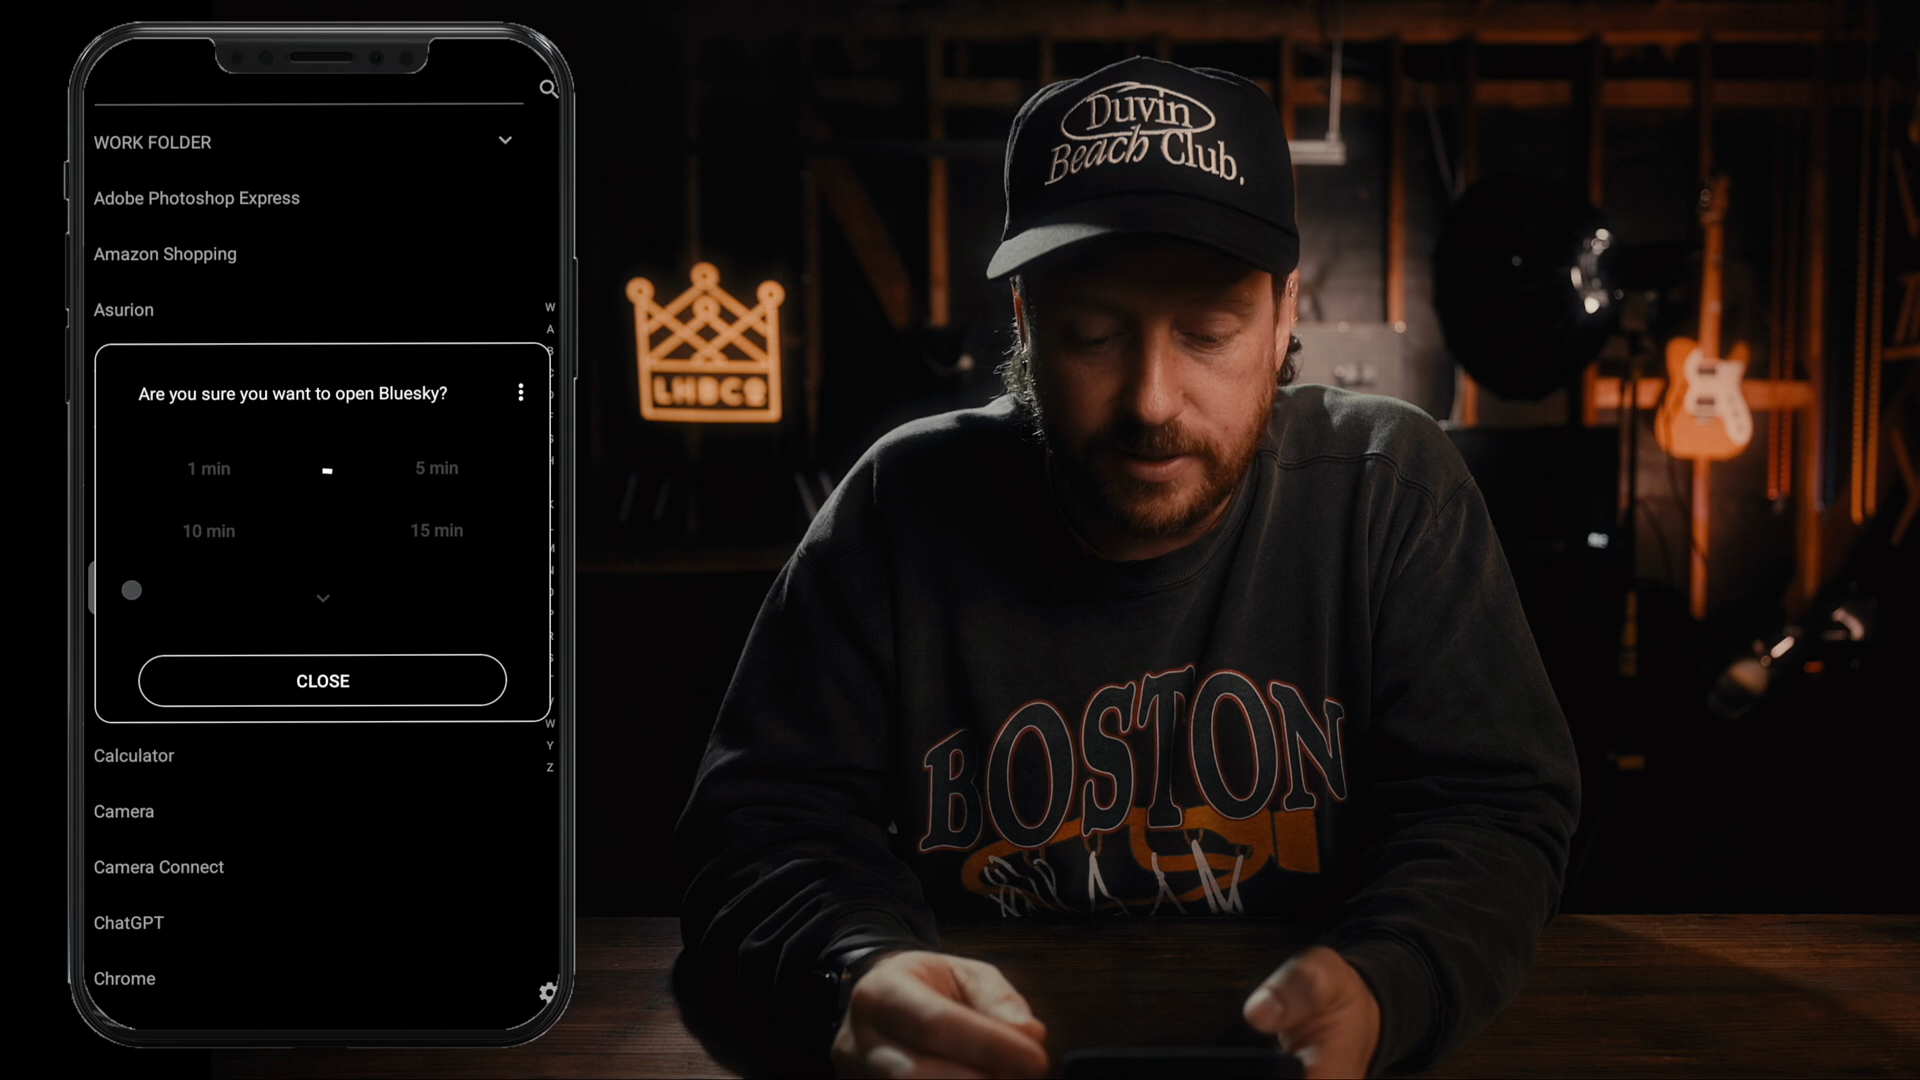 WORK FOLDER
Adobe Photoshop Express
Amazon Shopping
Asurion
Are you sure you want to open Bluesky?
1 min
5 min
10 min
15 min
CLOSE
Calculator
Camera
Camera Connect
ChatGPT
Chrome
W
A
B
W
Y
Z
LHDCO
Duvin
Beach Club.
BOSTON